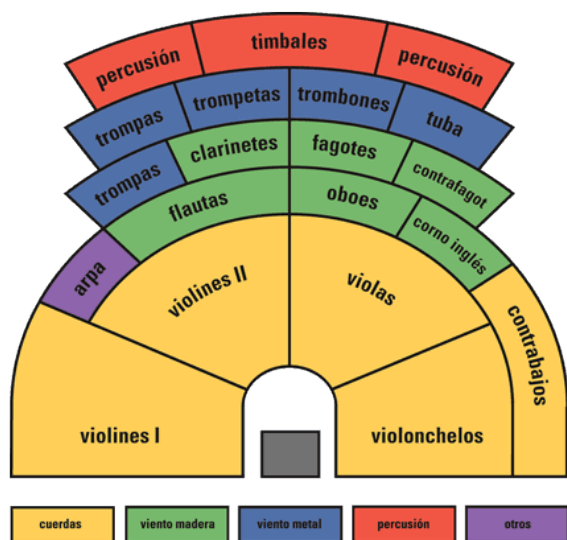 percusión
timbales
percusión
trompas
trompetas
trombones
tuba
trompas
clarinetes
fagotes
contrafagot
flautas
oboes
corno inglés
arpa
violines II
violas
contrabajos
violines I
violonchelos
cuerdas
viento madera
viento metal
percusión
otros